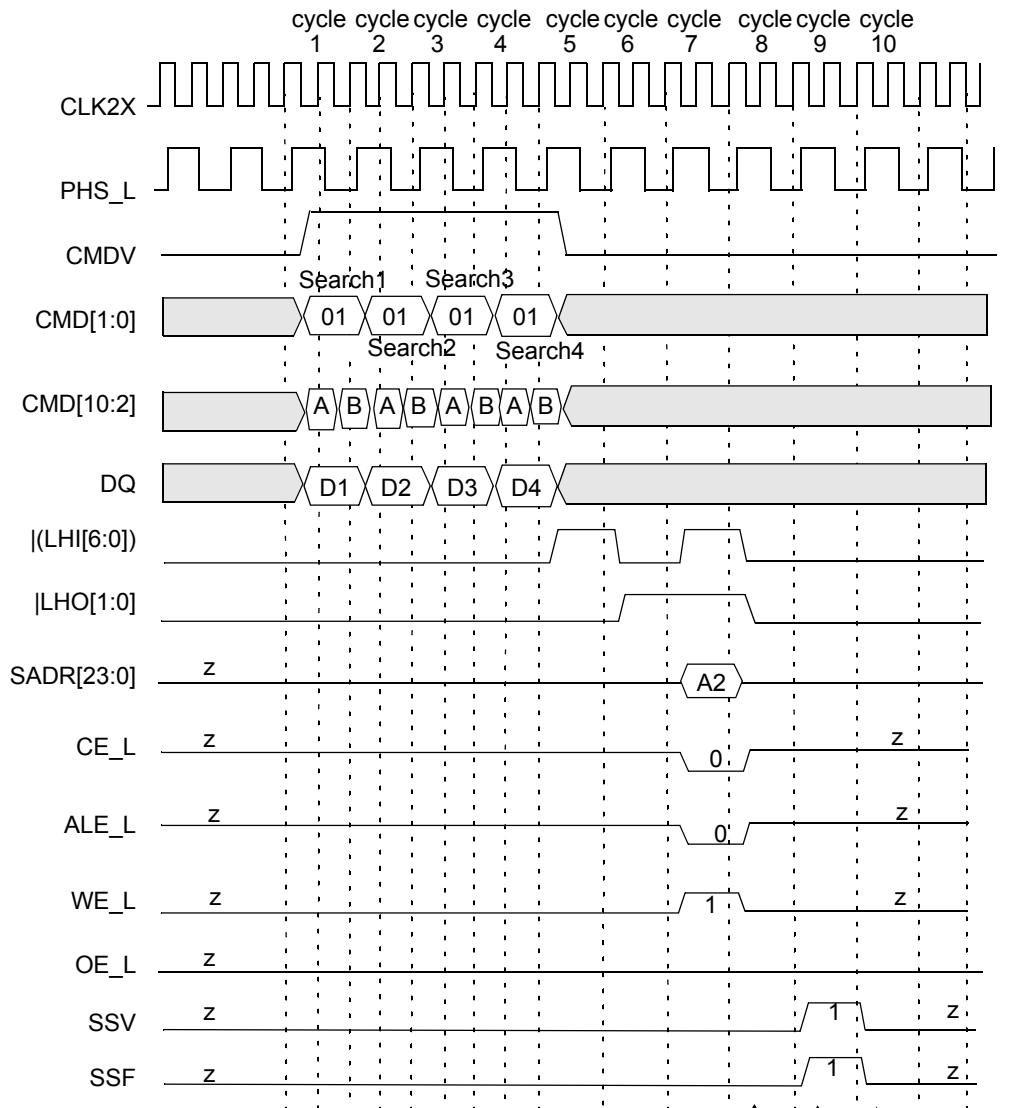 cycle cycle cycle cycle cycle cycle cycle cycle cycle cycle
1 2 3 4 5 6 7 8 9 10
CLK2X
PHS_L
CMDV
Search1 Search3
CMD[1:0] 01 01 01 01
Search2 Search4
CMD[10:2] A B A B A B A B
DQ D1 D2 D3 D4
|(LHI[6:0])
|LHO[1:0]
SADR[23:0] z A2
CE_L z 0 z
ALE_L z 0 z
WE_L z 1 z
OE_L z
SSV z 1 z
SSF z 1 z